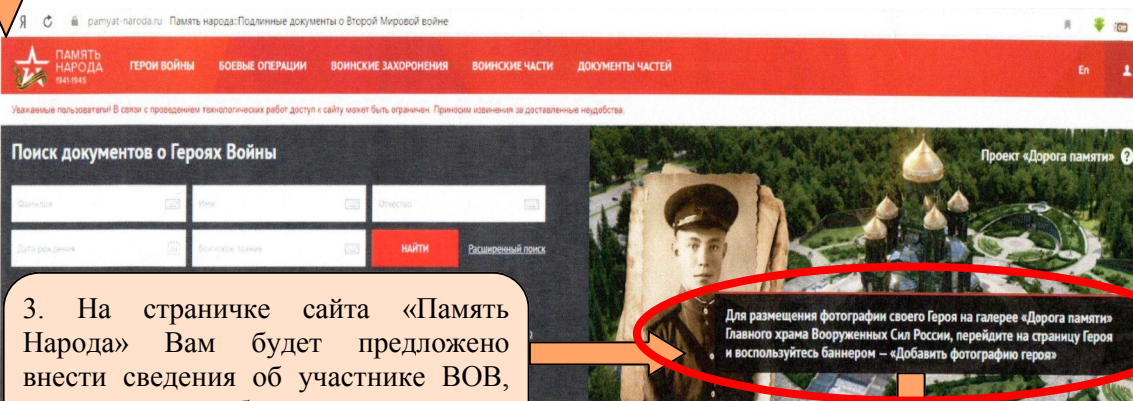 Я pamyat-naroda.ru Память народа::Подлинные документы о Второй Мировой войне
ПАМЯТЬ НАРОДА 1941-1945
ГЕРОИ ВОЙНЫ БОЕВЫЕ ОПЕРАЦИИ ВОИНСКИЕ ЗАХОРОНЕНИЯ ВОИНСКИЕ ЧАСТИ ДОКУМЕНТЫ ЧАСТЕЙ En
Уважаемые пользователи! В связи с проведением технологических работ доступ к сайту может быть ограничен. Приносим извинения за доставленные неудобства.
Поиск документов о Героях Войны
Проект «Дорога памяти» ?
Фамилия Имя Отчество
Дата рождения Воинское звание НАЙТИ Расширенный поиск
3. На страничке сайта «Память
Народа» Вам будет предложено
внести сведения об участнике ВОВ,
Для размещения фотографии своего Героя на галерее «Дорога памяти»
Главного храма Вооруженных Сил России, перейдите на страницу Героя
и воспользуйтесь баннером – «Добавить фотографию героя»